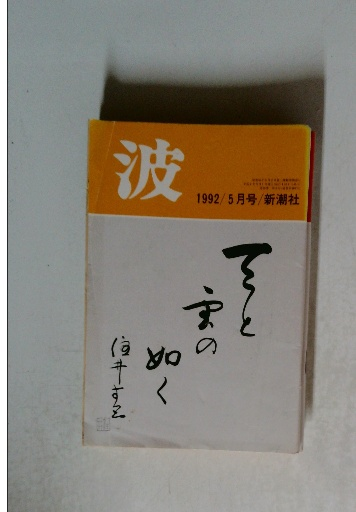 波
1992/5月号/新潮社
天と
雲の
如く
住井すゑ